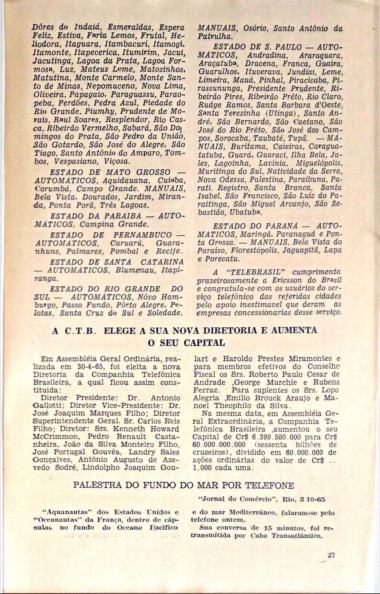 Dôres do Indaiá, Esmeraldas, Espera
Feliz, Estiva, Faria Lemos, Frutal, He-
liodora, Itaguara, Itambacuri, Itamogi.
Itamonte, Itapecerica, Itumirim, Jacuí,
Jacutinga, Lagoa da Prata, Lagoa For-
mosa, Luz, Mateus Leme, Matozinhos,
Matutina, Monte Carmelo, Monte San-
to de Minas, Nepomuceno, Nova Lima,
Oliveira, Papagaio, Paraguassu, Parao-
peba, Perdões, Pedra Azul, Piedade do
Rio Grande, Piumhy, Prudente de Mo-
rais, Raul Soares, Resplendor, Rio Cas-
ca, Ribeirão Vermelho, Sabará, São Do-
mingos do Prata, São Pedro da União,
São Gotardo, São José do Alegre, São
Tiago, Santo Antônio do Amparo, Tom-
bos, Vespasiano, Viçosa.
ESTADO DE MATO GROSSO —
AUTOMÁTICOS, Aquidauana, Cuiaba,
Corumbá, Campo Grande. MANUAIS,
Bela Vista, Dourados, Jardim, Miran-
da, Ponta Porã, Três Lagoas.
ESTADO DA PARAIBA — AUTO-
MÁTICOS, Campina Grande.
ESTADO DE PERNAMBUCO —
AUTOMÁTICOS, Caruarú, Guara-
nhuns, Palmares, Pombal e Recife.
ESTADO DE SANTA CATARINA
— AUTOMÁTICOS, Blumenau, Itapi-
ranga.
ESTADO DO RIO GRANDE DO
SUL — AUTOMÁTICOS, Nôvo Ham-
burgo, Passo Fundo, Pôrto Alegre, Pe-
lotas, Santa Cruz do Sul e Soledade.
MANUAIS, Osório, Santo Antônio da
Patrulha.
ESTADO DE S. PAULO — AUTO-
MÁTICOS, Andradina, Araraquara,
Araçatuba, Dracena, Franca, Guaíra,
Guarulhos, Ituverava, Jundiaí, Leme,
Limeira, Mauá, Pinhal, Piracicaba, Pi-
rassununga, Presidente Prudente, Ri-
beirão Pires, Ribeirão Prêto, Rio Claro,
Rudge Ramos, Santa Barbara d'Oeste,
Santa Terezinha (Utinga), Santo An-
dré, São Bernardo, São Caetano, São
José do Rio Prêto, São José dos Cam-
pos, Sorocaba, Taubaté, Tupã. — MA-
NUAIS, Buritama, Caieiras, Caragua-
tatuba, Guará, Guaraci, Ilha Bela, Ja-
les, Lagoinha, Lavínia, Miguelópolis,
Muritinga do Sul, Natividade da Serra,
Nova Odessa, Palestina, Paraibuna, Pa-
rati, Registro, Santa Branca, Santa
Isabel, São Francisco, São Luiz do Pa-
raitinga, São Miguel Arcanjo, São Se-
bastião, Ubatuba.
ESTADO DO PARANÁ — AUTO-
MÁTICOS, Maringá, Paranaguá e Pon-
ta Grossa. — MANUAIS, Bela Vista do
Paraíso, Florestópolis, Jaguapitã, Lapa
e Porecatu.
A "TELEBRASIL" cumprimenta
prazeirosamente a Ericsson do Brasil
e congratula-se com os usuários do ser-
viço telefônico das referidas cidades
pelo apoio inestimavel que deram as
empresas concessionarias desse serviço.
A C.T.B. ELEGE A SUA NOVA DIRETORIA E AUMENTA
O SEU CAPITAL
Em Assembléia Geral Ordinária, rea-
lizada em 30-4-65, foi eleita a nova
Diretoria da Companhia Telefônica
Brasileira, a qual ficou assim cons-
tituida:
Diretor Presidente: Dr. Antonio
Gallotti; Diretor Vice-Presidente: Dr.
José Joaquim Marques Filho; Diretor
Superintendente Geral. Sr. Carlos Reis
Filho; Diretor: Srs. Kenneth Howard
McCrimmon, Pedro Renault Casta-
nheira, João da Silva Monteiro Filho,
José Portugal Gouvêa, Landry Sales
Gonçalves, Antônio Augusto de Aze-
vedo Sodré, Lindolpho Joaquim Gou-
lart e Haroldo Prestes Miramontes e
para membros efetivos do Conselho
Fiscal os Srs. Roberto Paulo Cesar de
Andrade ,George Murchie e Rubens
Ferraz. Para suplentes os Srs. Lopo
Alegria ,Emilio Brouck Araujo e Ma-
noel Theophilo da Silva.
Na mesma data, em Assembléia Ge-
ral Extraordinaria, a Companhia Te-
lefônica Brasileira aumentou o seu
Capital de Cr$ 6.399.580.000 para Cr$
60.000.000.000 (sessenta bilhões de
cruzeiros), dividido em 60.000.000 de
ações ordinárias do valor de Cr$ ..
1.000 cada uma.
PALESTRA DO FUNDO DO MAR POR TELEFONE
"Jornal do Comércio", Rio, 3 10-65
"Aquanautas" dos Estados Unidos e
"Oceanautas" da França, dentro de cáp-
sulas no fundo do Oceano Pacífico
e do mar Mediterrâneo, falaram-se pelo
telefone ontem.
Sua conversa de 15 minutos, foi re-
transmitida por Cabo Transatlântico,
27